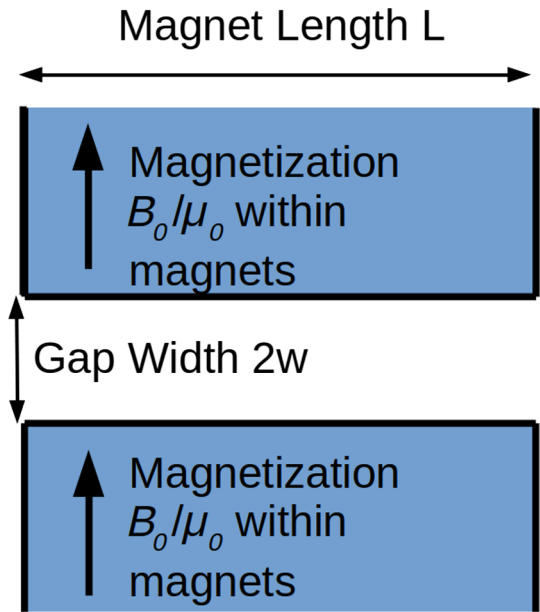 Magnet Length L
Magnetization
B₀/μ₀ within
magnets
Gap Width 2w
Magnetization
B₀/μ₀ within
magnets